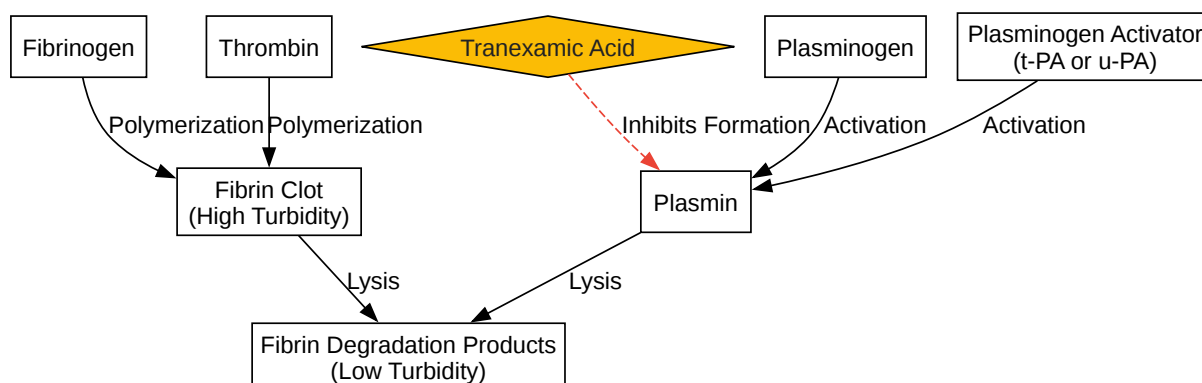 Fibrinogen
Thrombin
Tranexamic Acid
Plasminogen
Plasminogen Activator
(t-PA or u-PA)
Polymerization
Polymerization
Inhibits Formation
Activation
Activation
Fibrin Clot
(High Turbidity)
Plasmin
Lysis
Lysis
Fibrin Degradation Products
(Low Turbidity)